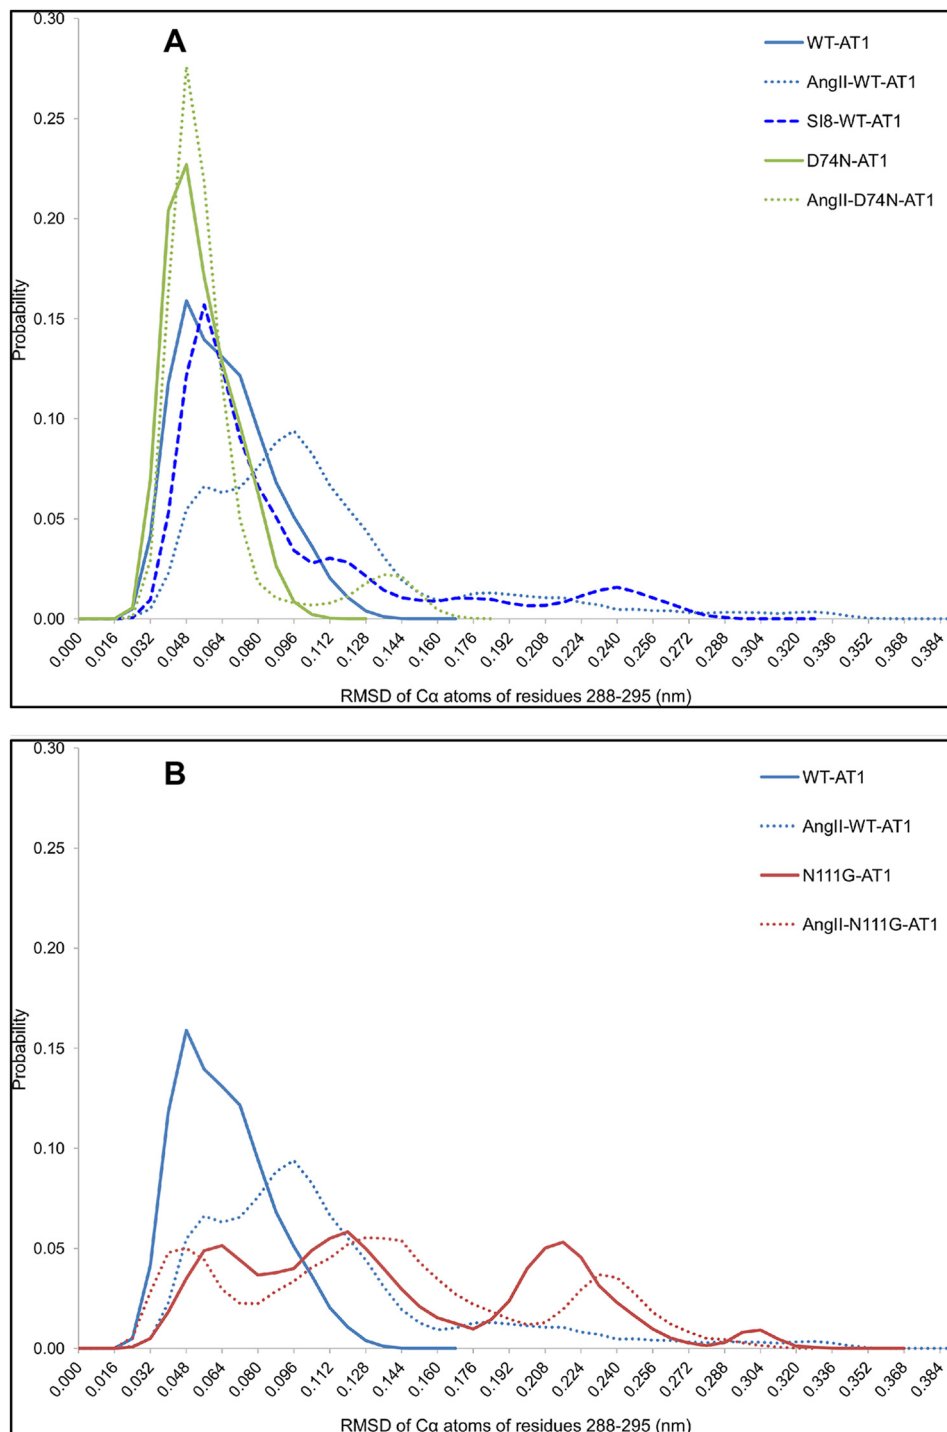 A
0.30
0.25
0.20
0.15
0.10
0.05
0.00
Probability
WT-AT1
AngII-WT-AT1
SI8-WT-AT1
D74N-AT1
AngII-D74N-AT1
0.000 0.016 0.032 0.048 0.064 0.080 0.096 0.112 0.128 0.144 0.160 0.176 0.192 0.208 0.224 0.240 0.256 0.272 0.288 0.304 0.320 0.336 0.352 0.368 0.384
RMSD of Cα atoms of residues 288-295 (nm)
B
0.30
0.25
0.20
0.15
0.10
0.05
0.00
Probability
WT-AT1
AngII-WT-AT1
N111G-AT1
AngII-N111G-AT1
0.000 0.016 0.032 0.048 0.064 0.080 0.096 0.112 0.128 0.144 0.160 0.176 0.192 0.208 0.224 0.240 0.256 0.272 0.288 0.304 0.320 0.336 0.352 0.368 0.384
RMSD of Cα atoms of residues 288-295 (nm)